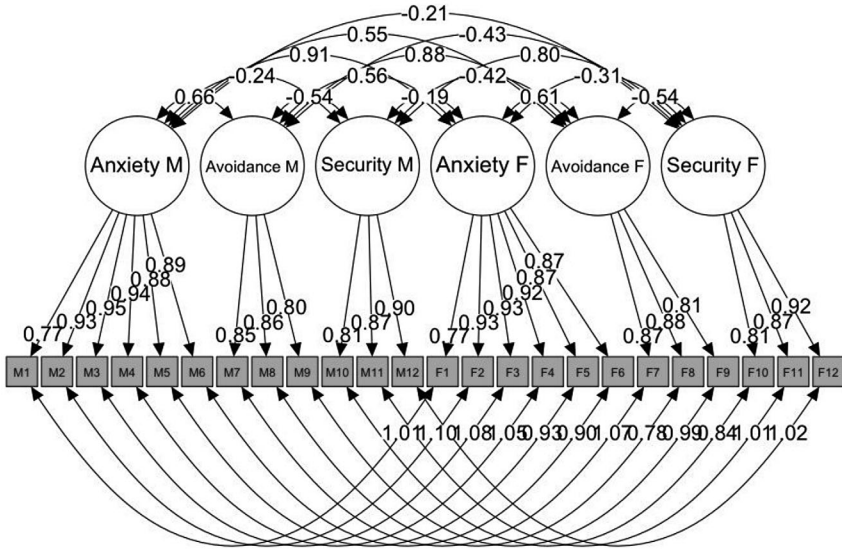 -0.21
0.55 -0.43
0.91 0.88 0.80
-0.24 0.56 -0.42 -0.31
0.66 -0.54 -0.19 0.61 -0.54
Anxiety M Avoidance M Security M Anxiety F Avoidance F Security F
0.77 0.93 0.95 0.94 0.88 0.89 0.85 0.86 0.80 0.81 0.87 0.90 0.77 0.93 0.93 0.92 0.87 0.87 0.87 0.88 0.81 0.81 0.87 0.92
M1 M2 M3 M4 M5 M6 M7 M8 M9 M10 M11 M12 F1 F2 F3 F4 F5 F6 F7 F8 F9 F10 F11 F12
1.01 1.10 1.08 1.05 0.93 0.90 1.07 0.78 0.99 0.84 1.01 1.02